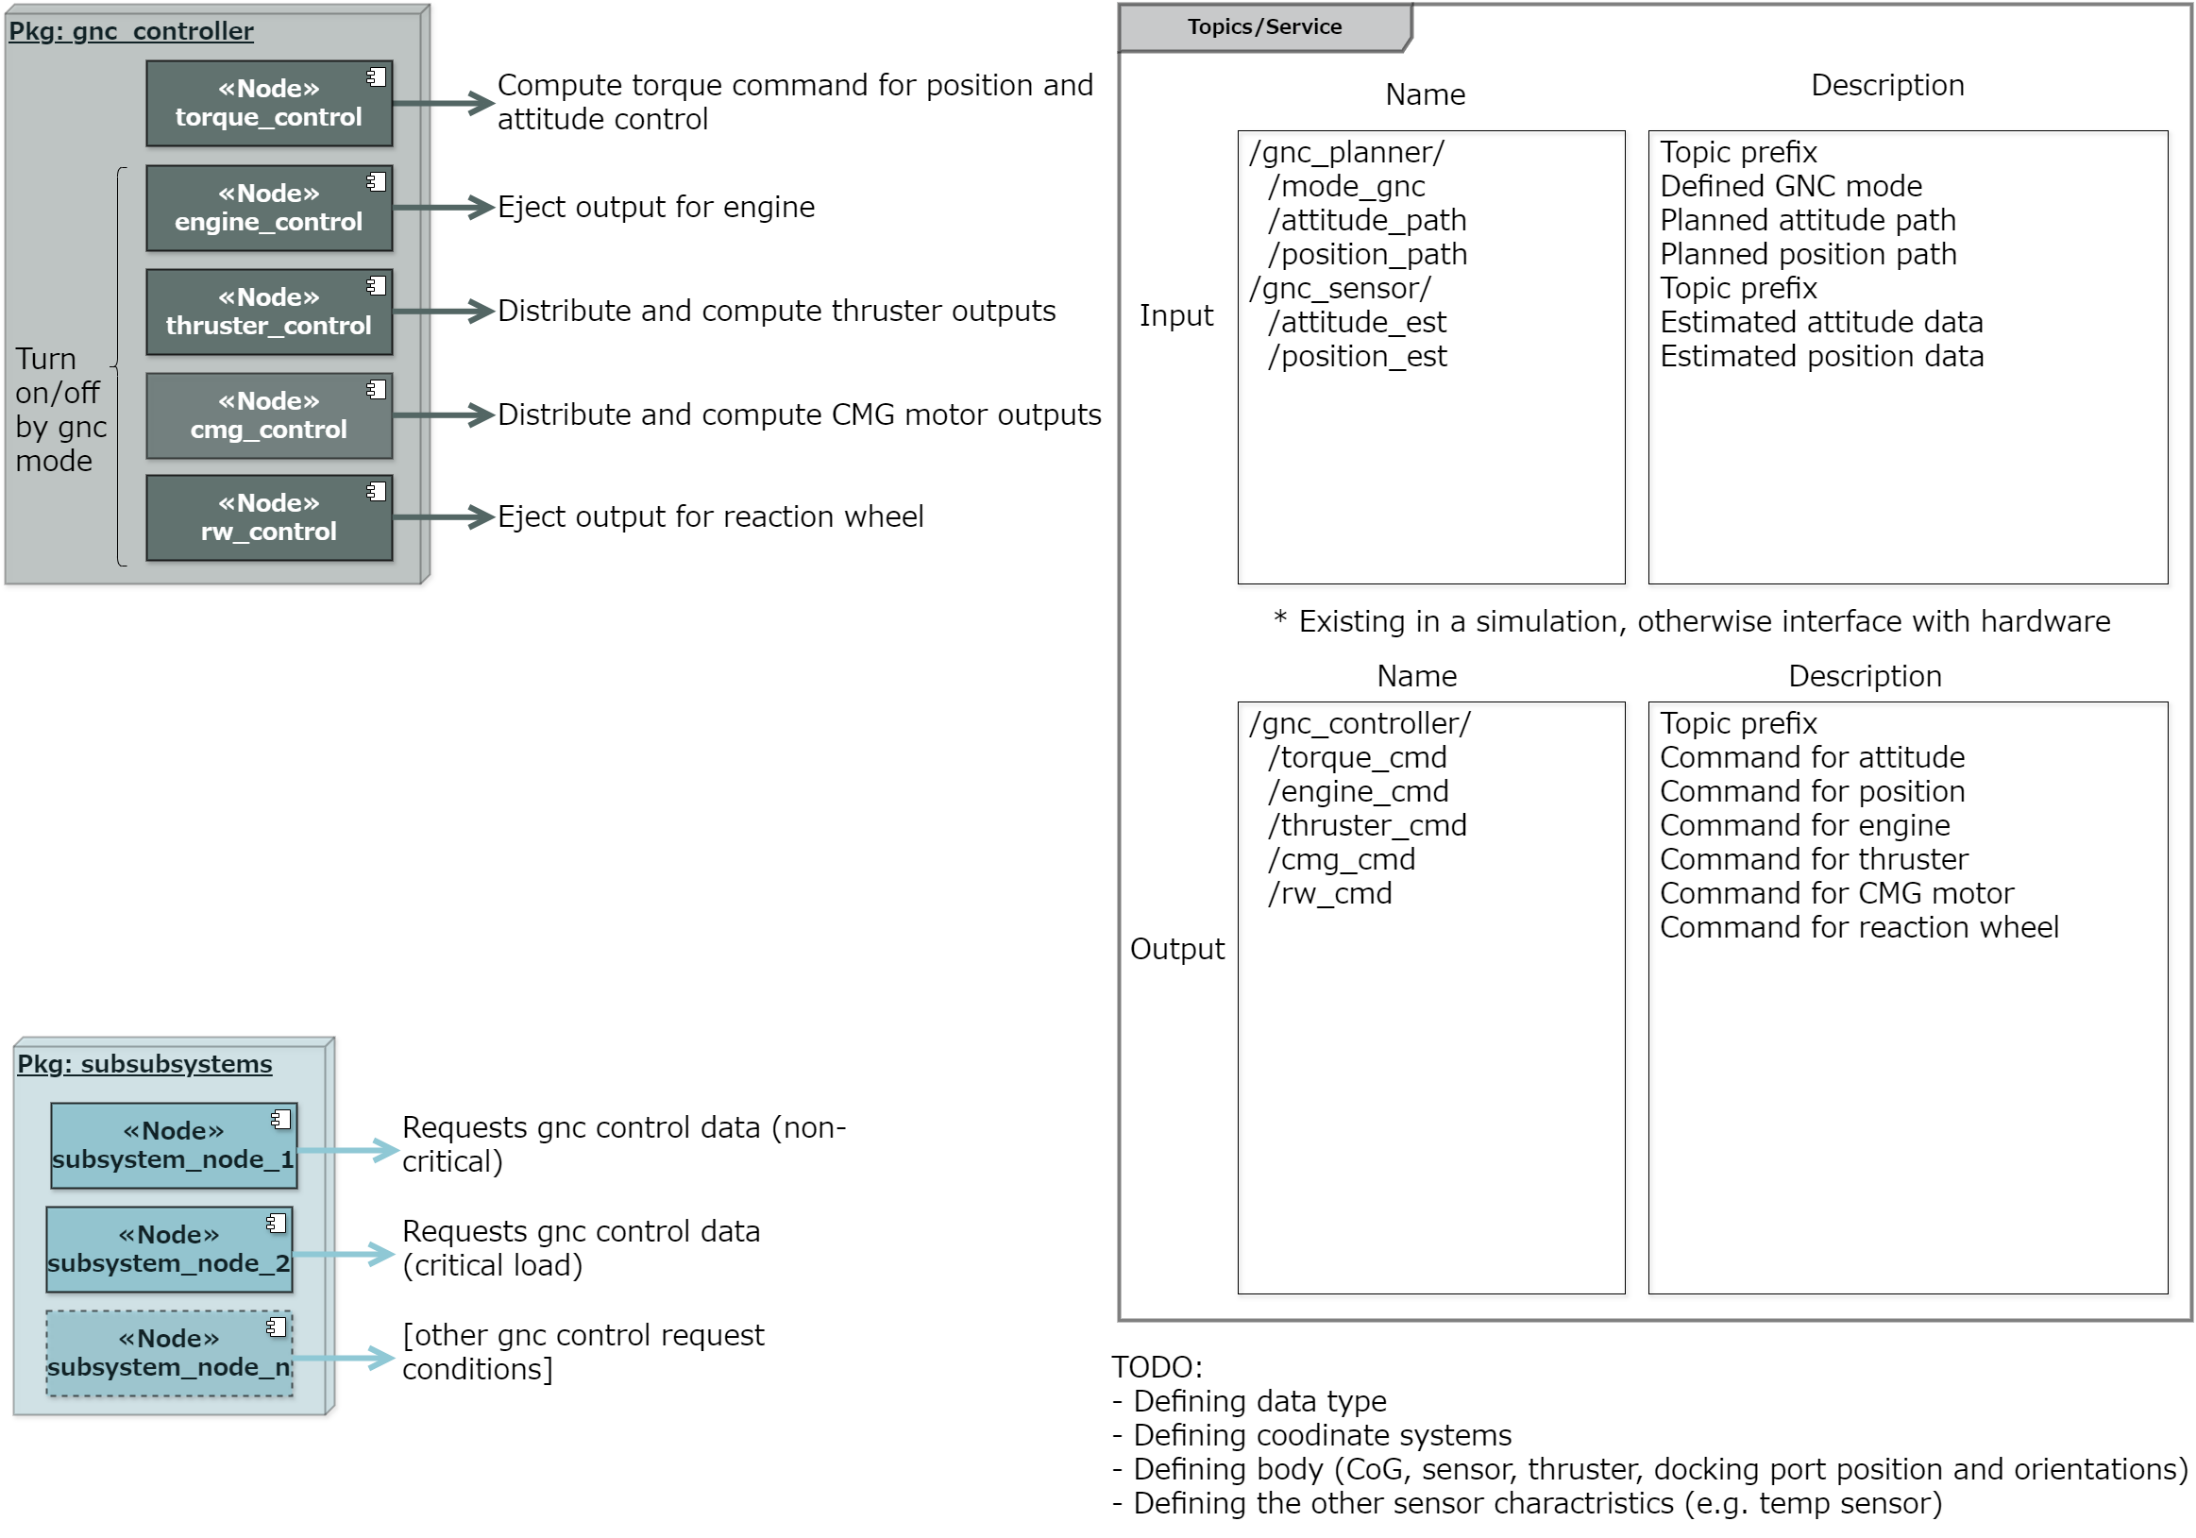 Pkg: gnc_controller
«Node»
torque_control
Compute torque command for position and
attitude control
«Node»
engine_control
Eject output for engine
«Node»
thruster_control
Distribute and compute thruster outputs
Turn
on/off
by gnc
mode
«Node»
cmg_control
Distribute and compute CMG motor outputs
«Node»
rw_control
Eject output for reaction wheel
Pkg: subsubsystems
«Node»
subsystem_node_1
Requests gnc control data (non-
critical)
«Node»
subsystem_node_2
Requests gnc control data
(critical load)
«Node»
subsystem_node_n
[other gnc control request
conditions]
Topics/Service
Name
Description
Input
/gnc_planner/
/mode_gnc
/attitude_path
/position_path
/gnc_sensor/
/attitude_est
/position_est
Topic prefix
Defined GNC mode
Planned attitude path
Planned position path
Topic prefix
Estimated attitude data
Estimated position data
* Existing in a simulation, otherwise interface with hardware
Name
Description
Output
/gnc_controller/
/torque_cmd
/engine_cmd
/thruster_cmd
/cmg_cmd
/rw_cmd
Topic prefix
Command for attitude
Command for position
Command for engine
Command for thruster
Command for CMG motor
Command for reaction wheel
TODO:
- Defining data type
- Defining coodinate systems
- Defining body (CoG, sensor, thruster, docking port position and orientations)
- Defining the other sensor charactristics (e.g. temp sensor)